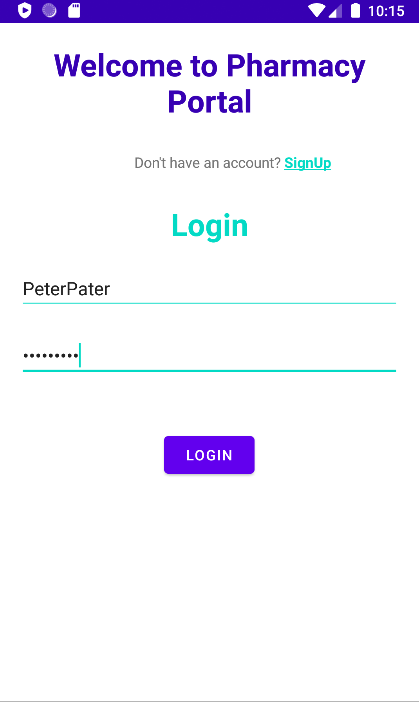 10:15
Welcome to Pharmacy
Portal
Don't have an account? SignUp
Login
PeterPater
•••••••••
LOGIN